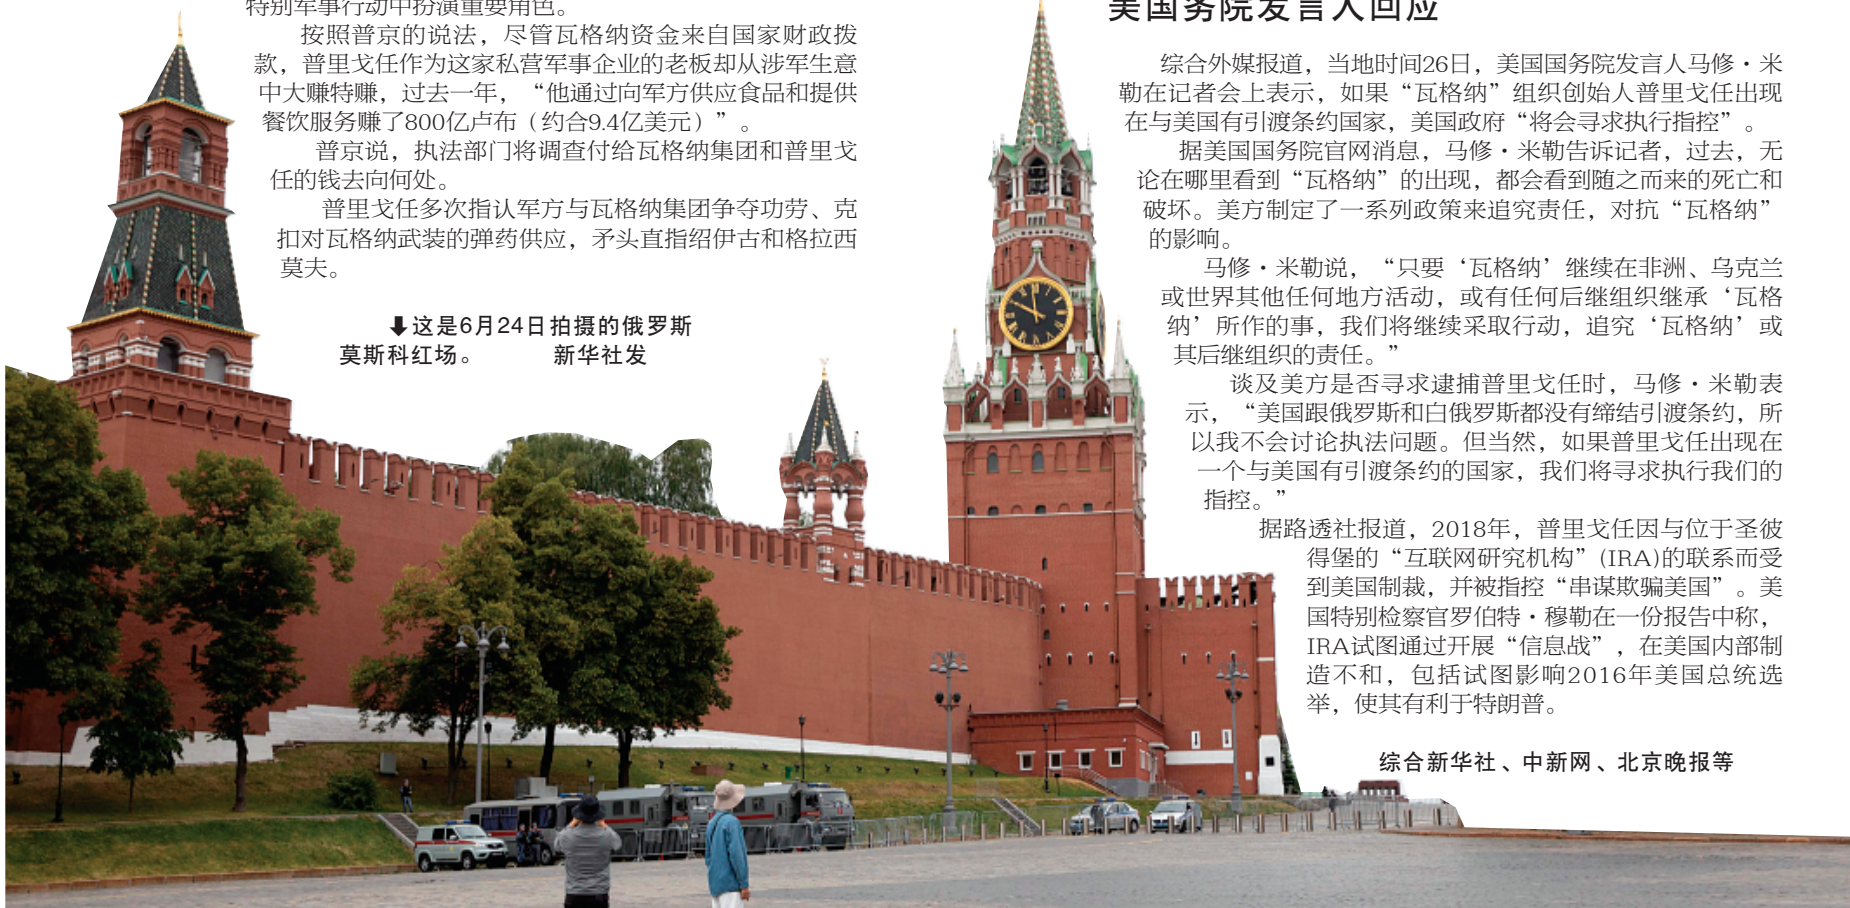 特别军事行动中扮演重要角色。
按照普京的说法，尽管瓦格纳资金来自国家财政拨
款，普里戈任作为这家私营军事企业的老板却从涉军生意
中大赚特赚，过去一年，“他通过向军方供应食品和提供
餐饮服务赚了800亿卢布（约合9.4亿美元）”。
普京说，执法部门将调查付给瓦格纳集团和普里戈
任的钱去向何处。
普里戈任多次指认军方与瓦格纳集团争夺功劳、克
扣对瓦格纳武装的弹药供应，矛头直指绍伊古和格拉西
莫夫。
⬇这是6月24日拍摄的俄罗斯
莫斯科红场。 新华社发
美国务院发言人回应
综合外媒报道，当地时间26日，美国国务院发言人马修·米
勒在记者会上表示，如果“瓦格纳”组织创始人普里戈任出现
在与美国有引渡条约国家，美国政府“将会寻求执行指控”。
据美国国务院官网消息，马修·米勒告诉记者，过去，无
论在哪里看到“瓦格纳”的出现，都会看到随之而来的死亡和
破坏。美方制定了一系列政策来追究责任，对抗“瓦格纳”
的影响。
马修·米勒说，“只要‘瓦格纳’继续在非洲、乌克兰
或世界其他任何地方活动，或有任何后继组织继承‘瓦格
纳’所作的事，我们将继续采取行动，追究‘瓦格纳’或
其后继组织的责任。”
谈及美方是否寻求逮捕普里戈任时，马修·米勒表
示，“美国跟俄罗斯和白俄罗斯都没有缔结引渡条约，所
以我不会讨论执法问题。但当然，如果普里戈任出现在
一个与美国有引渡条约的国家，我们将寻求执行我们的
指控。”
据路透社报道，2018年，普里戈任因与位于圣彼
得堡的“互联网研究机构”(IRA)的联系而受
到美国制裁，并被指控“串谋欺骗美国”。美
国特别检察官罗伯特·穆勒在一份报告中称，
IRA试图通过开展“信息战”，在美国内部制
造不和，包括试图影响2016年美国总统选
举，使其有利于特朗普。
综合新华社、中新网、北京晚报等